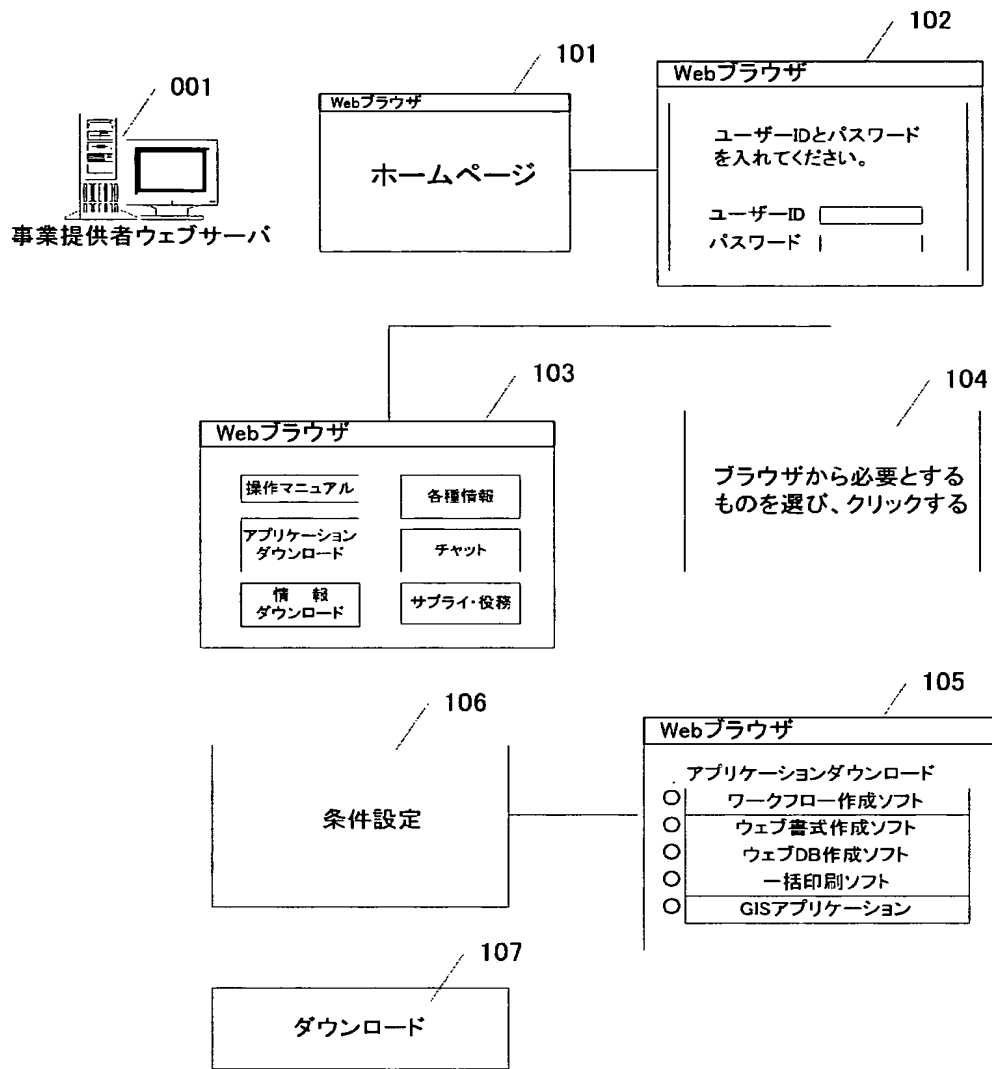 001
事業提供者ウェブサーバ
101
Webブラウザ
ホームページ
102
Webブラウザ
ユーザーIDとパスワード
を入れてください。
ユーザーID
パスワード
103
Webブラウザ
操作マニュアル
各種情報
アプリケーション
ダウンロード
チャット
情 報
ダウンロード
サプライ・役務
104
ブラウザから必要とする
ものを選び、クリックする
106
条件設定
105
Webブラウザ
アプリケーションダウンロード
ワークフロー作成ソフト
ウェブ書式作成ソフト
ウェブDB作成ソフト
一括印刷ソフト
GISアプリケーション
107
ダウンロード